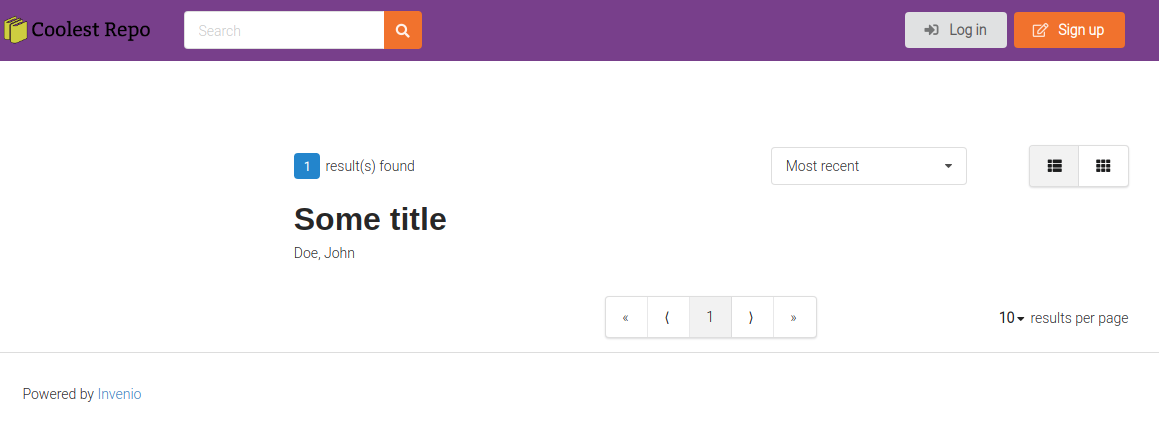 Coolest Repo
Search
Log in
Sign up
1 result(s) found
Most recent
Some title
Doe, John
« ⟨ 1 ⟩ »
10 results per page
Powered by Invenio